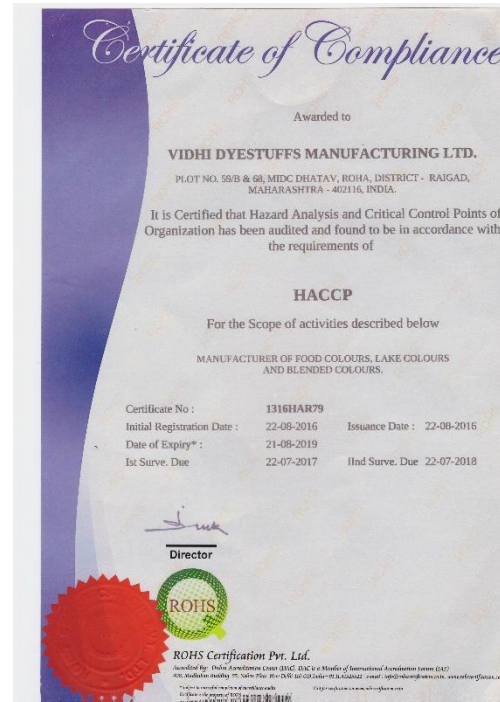 Certificate of Compliance
Awarded to
VIDHI DYESTUFFS MANUFACTURING LTD.
PLOT NO. 59/B & 68, MIDC DHATAV, ROHA, DISTRICT - RAIGAD,
MAHARASHTRA - 402116, INDIA.
It is Certified that Hazard Analysis and Critical Control Points of
Organization has been audited and found to be in accordance with
the requirements of
HACCP
For the Scope of activities described below
MANUFACTURER OF FOOD COLOURS, LAKE COLOURS
AND BLENDED COLOURS.
Certificate No : 1316HAR79
Initial Registration Date : 22-08-2016 Issuance Date : 22-08-2016
Date of Expiry* : 21-08-2019
Ist Surve. Due 22-07-2017 IInd Surve. Due 22-07-2018
Director
ROHS
ROHS Certification Pvt. Ltd.